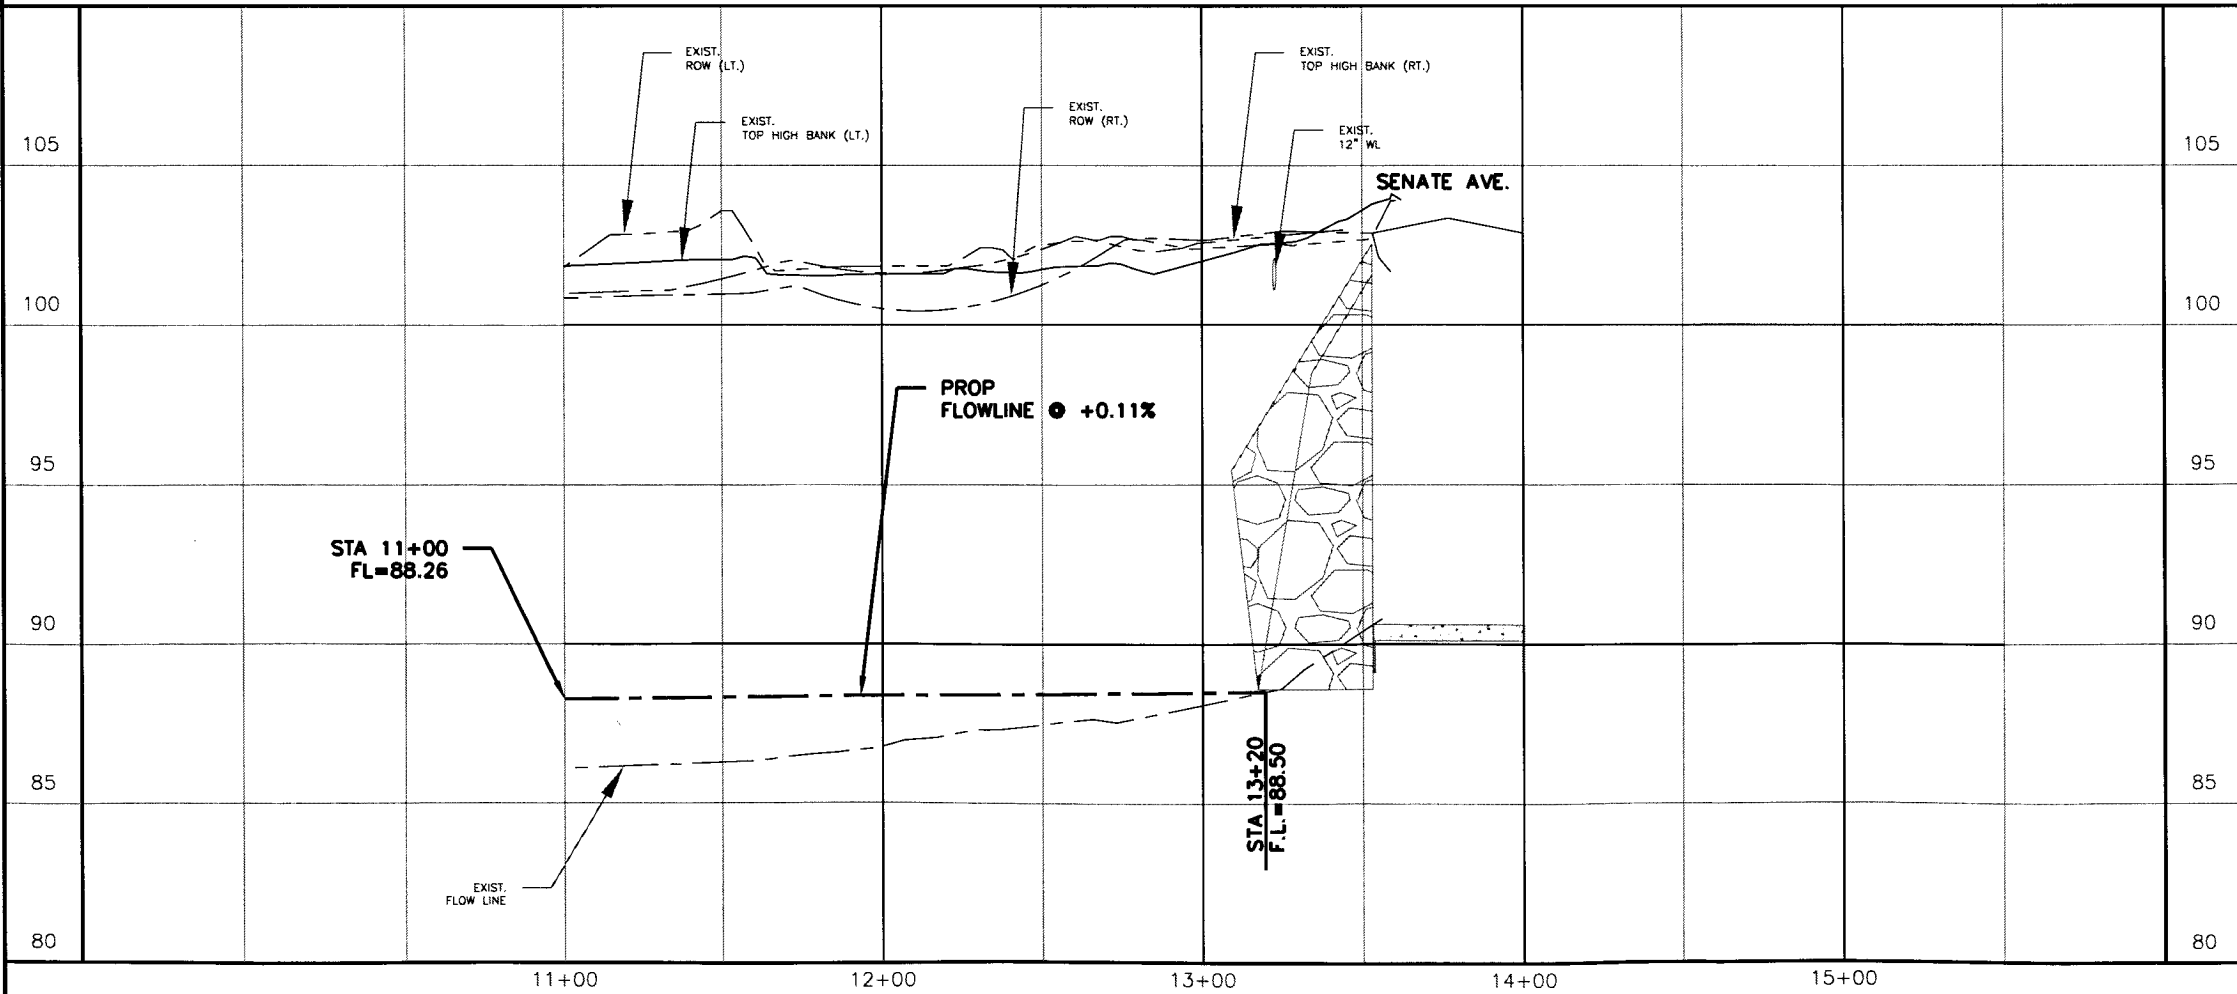 EXIST.
ROW (LT.)
EXIST.
TOP HIGH BANK (LT.)
EXIST.
ROW (RT.)
EXIST.
TOP HIGH BANK (RT.)
EXIST.
12" WL
SENATE AVE.
105
105
100
100
PROP
FLOWLINE @ +0.11%
95
95
STA 11+00
FL=88.26
90
90
STA 13+20
F.L.=88.50
85
85
EXIST.
FLOW LINE
80
80
11+00
12+00
13+00
14+00
15+00